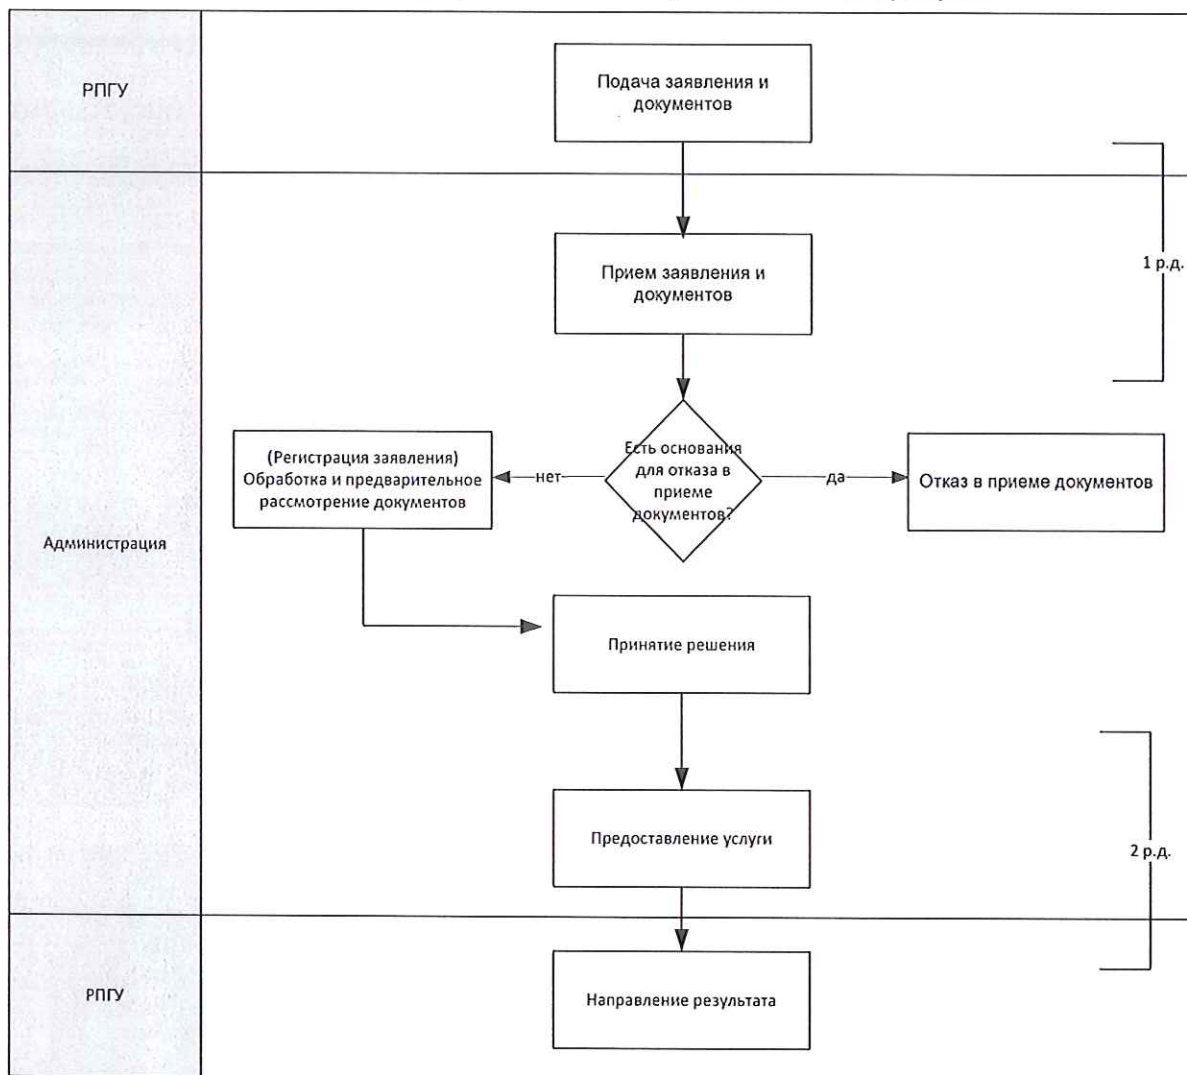 РПГУ
Подача заявления и
документов
Прием заявления и
документов
1 р.д.
Есть основания
для отказа в
приеме
документов?
нет
да
(Регистрация заявления)
Обработка и предварительное
рассмотрение документов
Отказ в приеме документов
Администрация
Принятие решения
Предоставление услуги
2 р.д.
РПГУ
Направление результата